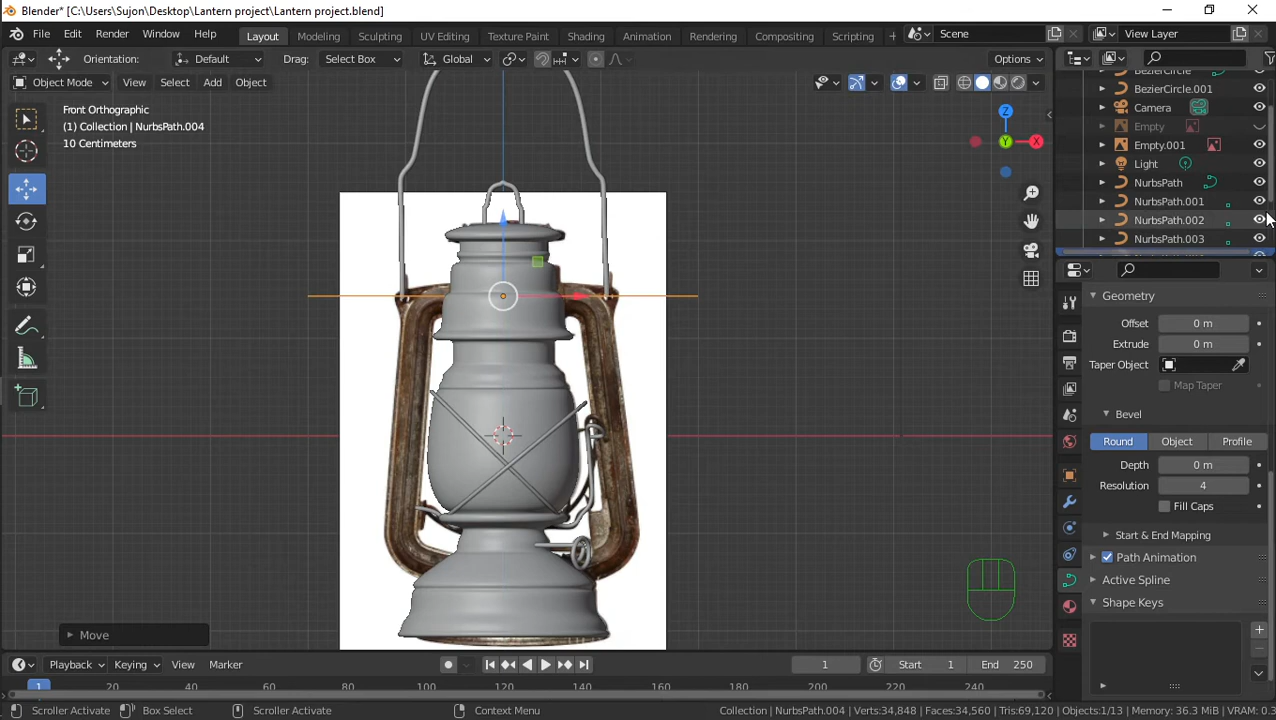 Blender* [C:\Users\Sujon\Desktop\Lantern project\Lantern project.blend]
File Edit Render Window Help Layout Modeling Sculpting UV Editing Texture Paint Shading Animation Rendering Compositing Scripting + Scene View Layer
Orientation: Default Drag: Select Box Global Options
Object Mode View Select Add Object
Front Orthographic
(1) Collection | NurbsPath.004
10 Centimeters
Z
Y
X
BezierCircle
BezierCircle.001
Camera
Empty
Empty.001
Light
NurbsPath
NurbsPath.001
NurbsPath.002
NurbsPath.003
Geometry
Offset 0 m
Extrude 0 m
Taper Object
Map Taper
Bevel
Round Object Profile
Depth 0 m
Resolution 4
Fill Caps
Start & End Mapping
Path Animation
Active Spline
Shape Keys
Move
Playback Keying View Marker 1 Start 1 End 250
1 20 40 60 80 100 120 140 160 180 200 220 240
Scroller Activate Box Select Scroller Activate Context Menu Collection | NurbsPath.004 | Verts:34,848 | Faces:34,560 | Tris:69,120 | Objects:1/13 | Memory: 36.3 MiB | VRAM: 0.3